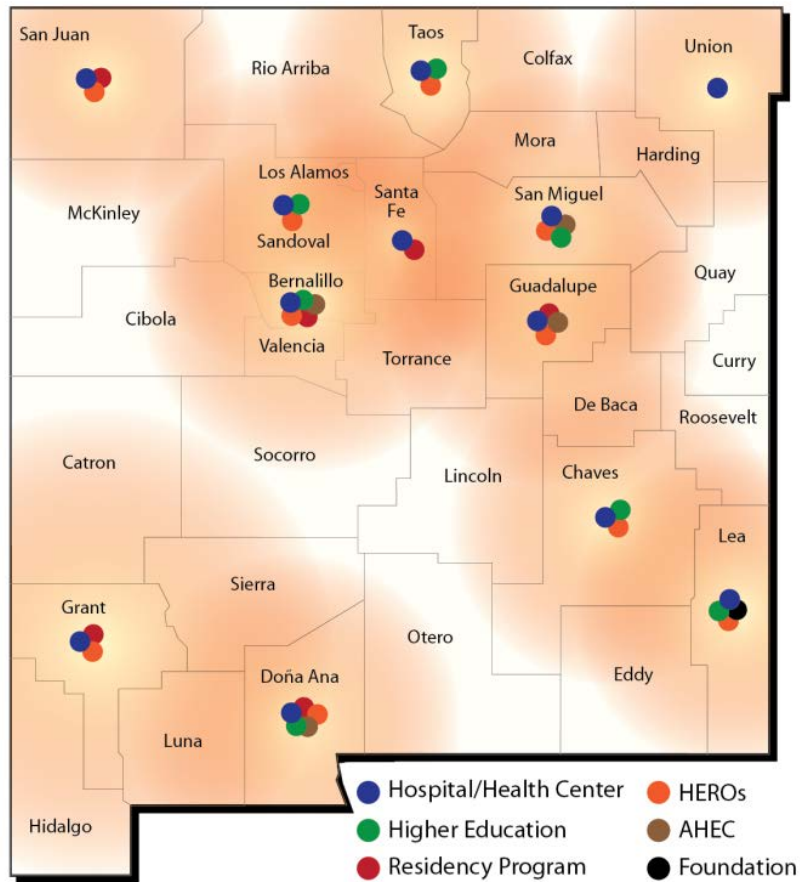 San Juan
Rio Arriba
Taos
Colfax
Union
Mora
Harding
Los Alamos
McKinley
Santa
Fe
San Miguel
Sandoval
Bernalillo
Guadalupe
Quay
Cibola
Valencia
Torrance
Curry
De Baca
Roosevelt
Catron
Socorro
Lincoln
Chaves
Lea
Sierra
Grant
Otero
Doña Ana
Eddy
Luna
Hidalgo
Hospital/Health Center
HEROs
Higher Education
AHEC
Residency Program
Foundation